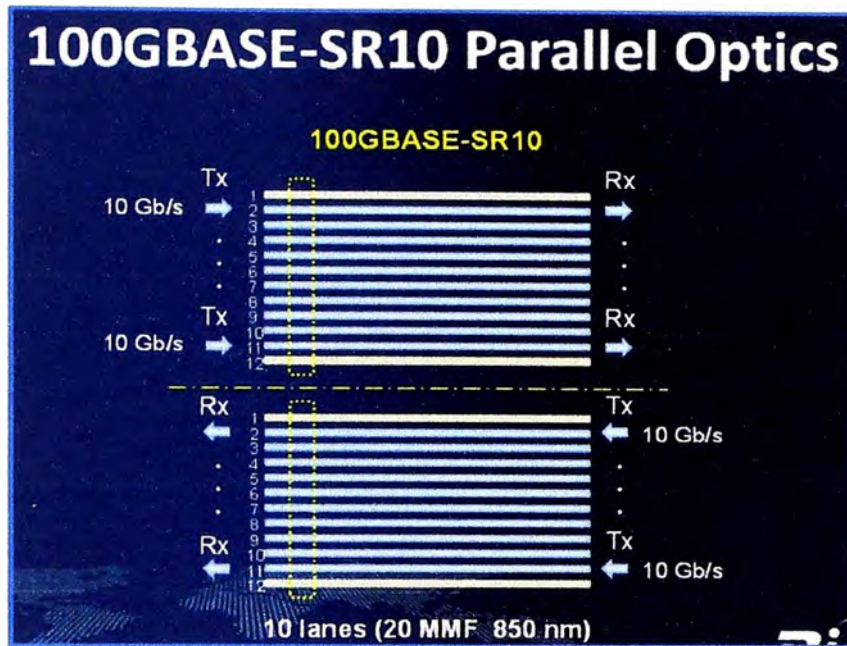 100GBASE-SR10 Parallel Optics
100GBASE-SR10
Tx
Rx
10 Gb/s
1
2
3
4
5
6
7
8
9
10
11
12
Tx
Rx
10 Gb/s
Rx
Tx
10 Gb/s
1
2
3
4
5
6
7
8
9
10
11
12
Rx
Tx
10 Gb/s
10 lanes (20 MMF 850 nm)